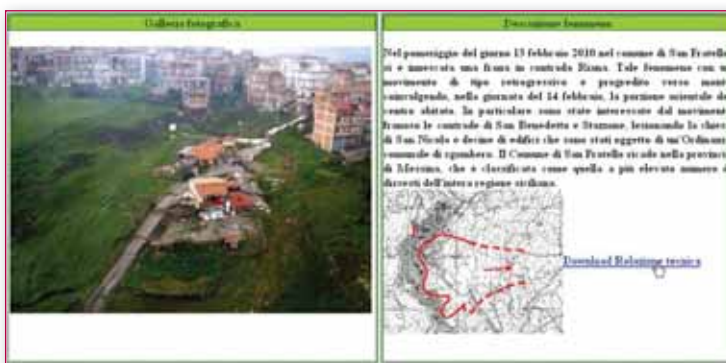 Galleria fotografica
Descrizione fenomeno
Nel pomeriggio del giorno 13 febbraio 2010 nel comune di San Fratello
si è innescata una frana in contrada Riana. Tale fenomeno con un
movimento di tipo retrogressivo è progredito verso monte
coinvolgendo, nella giornata del 14 febbraio, la porzione orientale del
centro abitato. In particolare sono state interessate dal movimento
franoso le contrade di San Benedetto e Stazzone, lesionando la chiesa
di San Nicolò e decine di edifici che sono stati oggetto di un'Ordinanza
comunale di sgombero. Il Comune di San Fratello ricade nella provincia
di Messina, che è classificata come quella a più elevato numero di
dissesti dell'intera regione siciliana.
Download Relazione tecnica